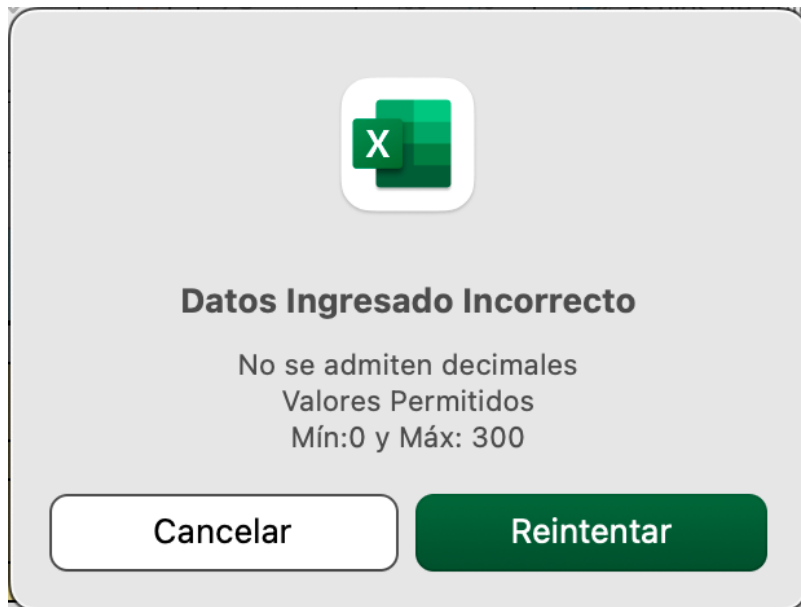 X
Datos Ingresado Incorrecto
No se admiten decimales
Valores Permitidos
Mín:0 y Máx: 300
Cancelar
Reintentar